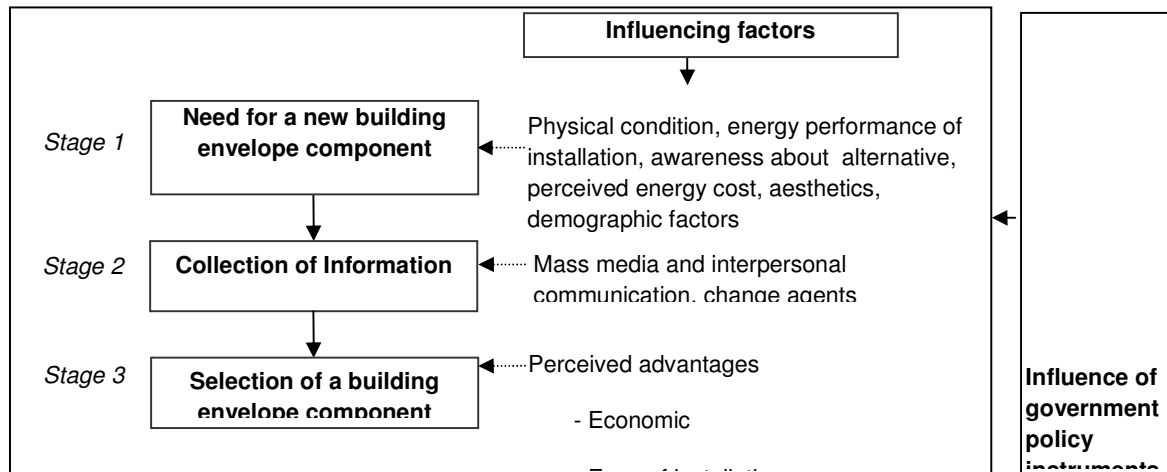 Influencing factors
Stage 1
Need for a new building
envelope component
Physical condition, energy performance of
installation, awareness about alternative,
perceived energy cost, aesthetics,
demographic factors
Stage 2
Collection of Information
Mass media and interpersonal
communication, change agents
Stage 3
Selection of a building
envelope component
Perceived advantages
- Economic
Influence of
government
policy
instruments